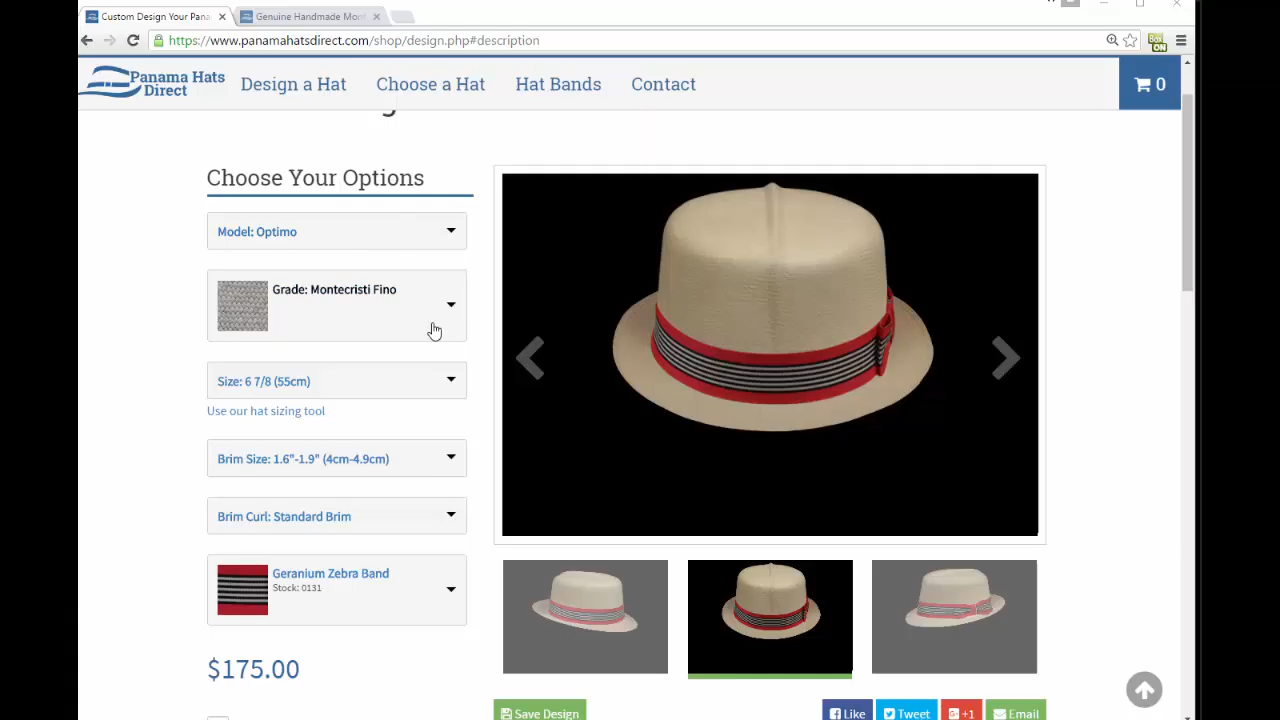 Custom Design Your Pana
Genuine Handmade Mont
https://www.panamahatsdirect.com/shop/design.php#description
Box
ON
Panama Hats
Direct
Design a Hat
Choose a Hat
Hat Bands
Contact
0
Choose Your Options
Model: Optimo
Grade: Montecristi Fino
Size: 6 7/8 (55cm)
Use our hat sizing tool
Brim Size: 1.6"-1.9" (4cm-4.9cm)
Brim Curl: Standard Brim
Geranium Zebra Band
Stock: 0131
$175.00
Save Design
Like
Tweet
+1
Email